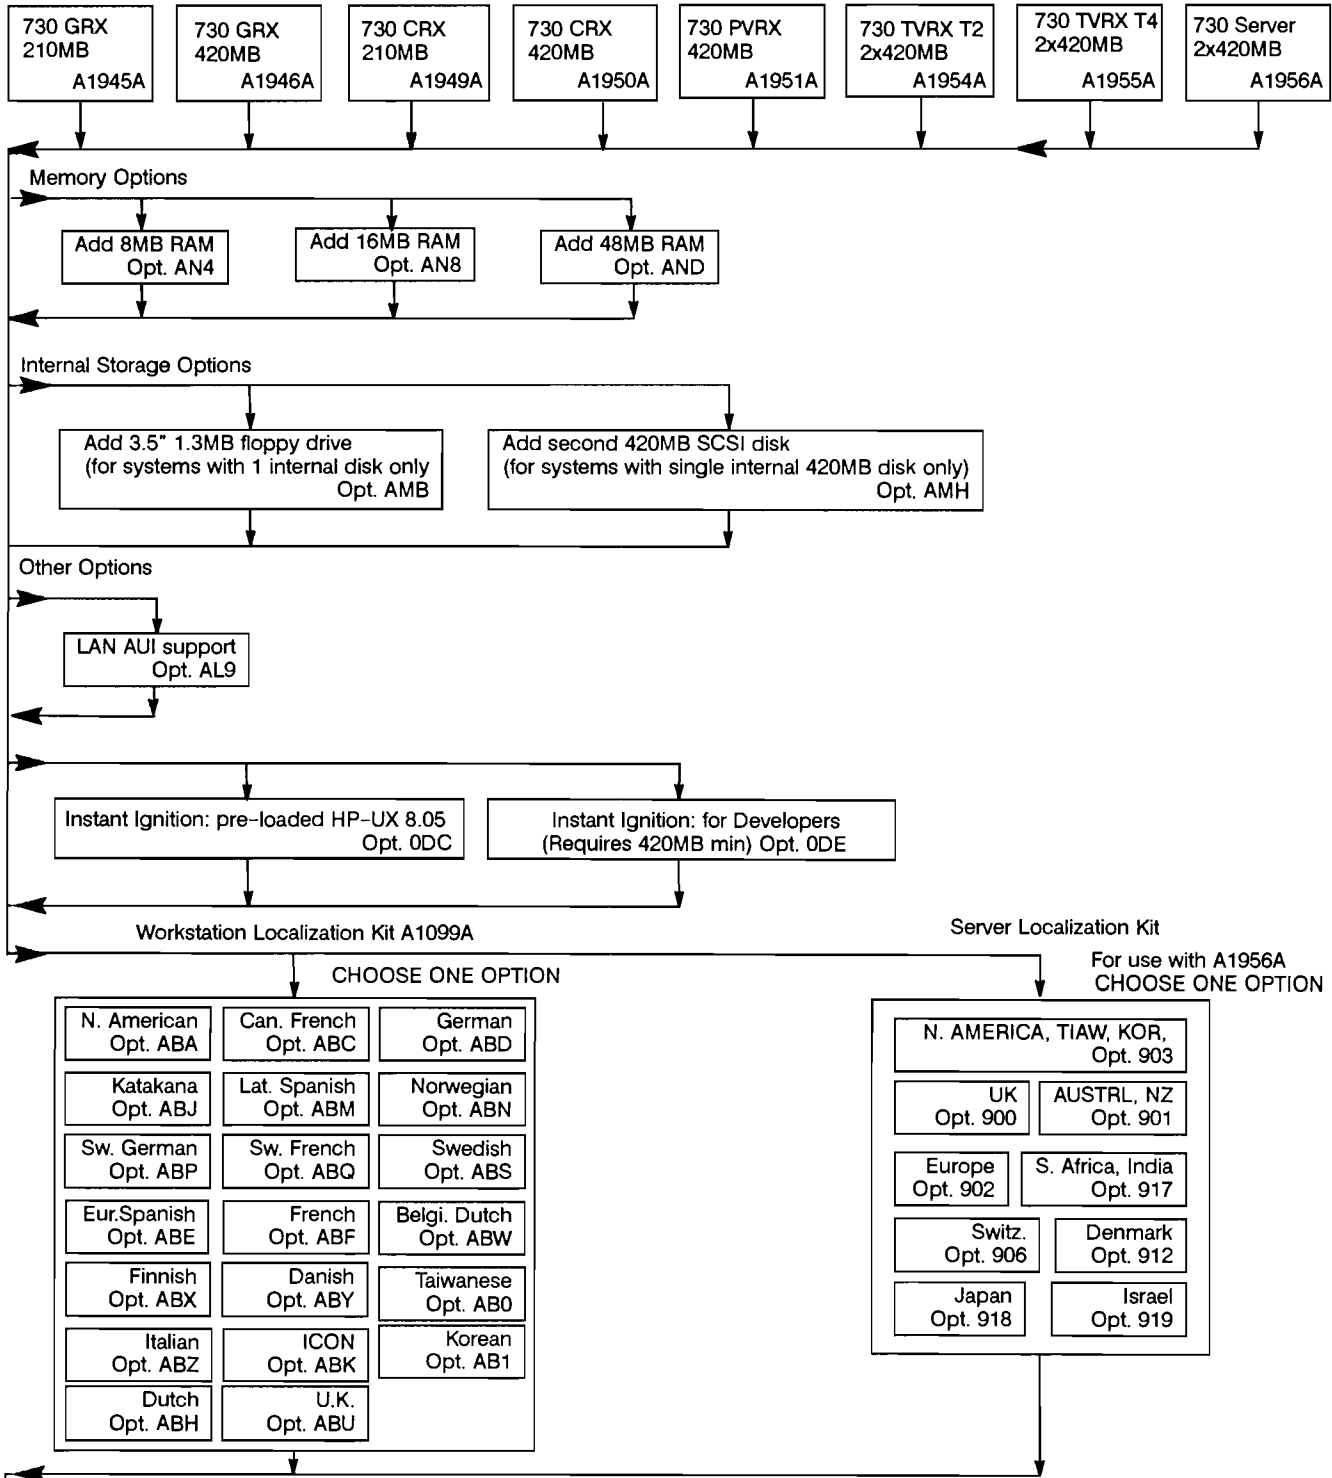 730 GRX
210MB
A1945A
730 GRX
420MB
A1946A
730 CRX
210MB
A1949A
730 CRX
420MB
A1950A
730 PVRX
420MB
A1951A
730 TVRX T2
2x420MB
A1954A
730 TVRX T4
2x420MB
A1955A
730 Server
2x420MB
A1956A
Memory Options
Add 8MB RAM
Opt. AN4
Add 16MB RAM
Opt. AN8
Add 48MB RAM
Opt. AND
Internal Storage Options
Add 3.5" 1.3MB floppy drive
(for systems with 1 internal disk only
Opt. AMB
Add second 420MB SCSI disk
(for systems with single internal 420MB disk only)
Opt. AMH
Other Options
LAN AUI support
Opt. AL9
Instant Ignition: pre-loaded HP-UX 8.05
Opt. 0DC
Instant Ignition: for Developers
(Requires 420MB min) Opt. 0DE
Workstation Localization Kit A1099A
CHOOSE ONE OPTION
N. American
Opt. ABA
Can. French
Opt. ABC
German
Opt. ABD
Katakana
Opt. ABJ
Lat. Spanish
Opt. ABM
Norwegian
Opt. ABN
Sw. German
Opt. ABP
Sw. French
Opt. ABQ
Swedish
Opt. ABS
Eur.Spanish
Opt. ABE
French
Opt. ABF
Belgi. Dutch
Opt. ABW
Finnish
Opt. ABX
Danish
Opt. ABY
Taiwanese
Opt. AB0
Italian
Opt. ABZ
ICON
Opt. ABK
Korean
Opt. AB1
Dutch
Opt. ABH
U.K.
Opt. ABU
Server Localization Kit
For use with A1956A
CHOOSE ONE OPTION
N. AMERICA, TIAW, KOR,
Opt. 903
UK
Opt. 900
AUSTRL, NZ
Opt. 901
Europe
Opt. 902
S. Africa, India
Opt. 917
Switz.
Opt. 906
Denmark
Opt. 912
Japan
Opt. 918
Israel
Opt. 919